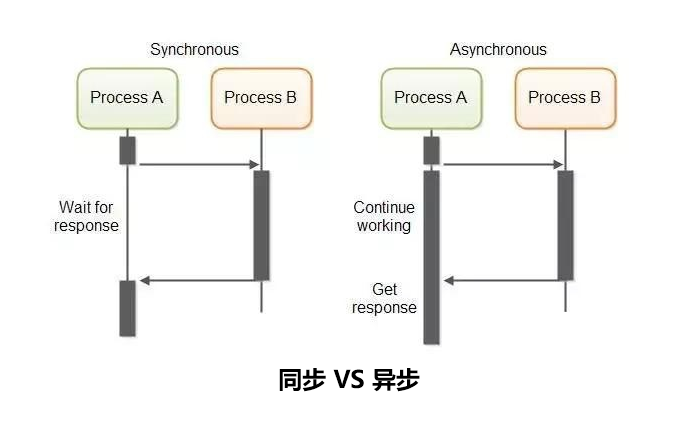 Synchronous
Asynchronous
Process A
Process B
Process A
Process B
Wait for
response
Continue
working
Get
response
同步 VS 异步